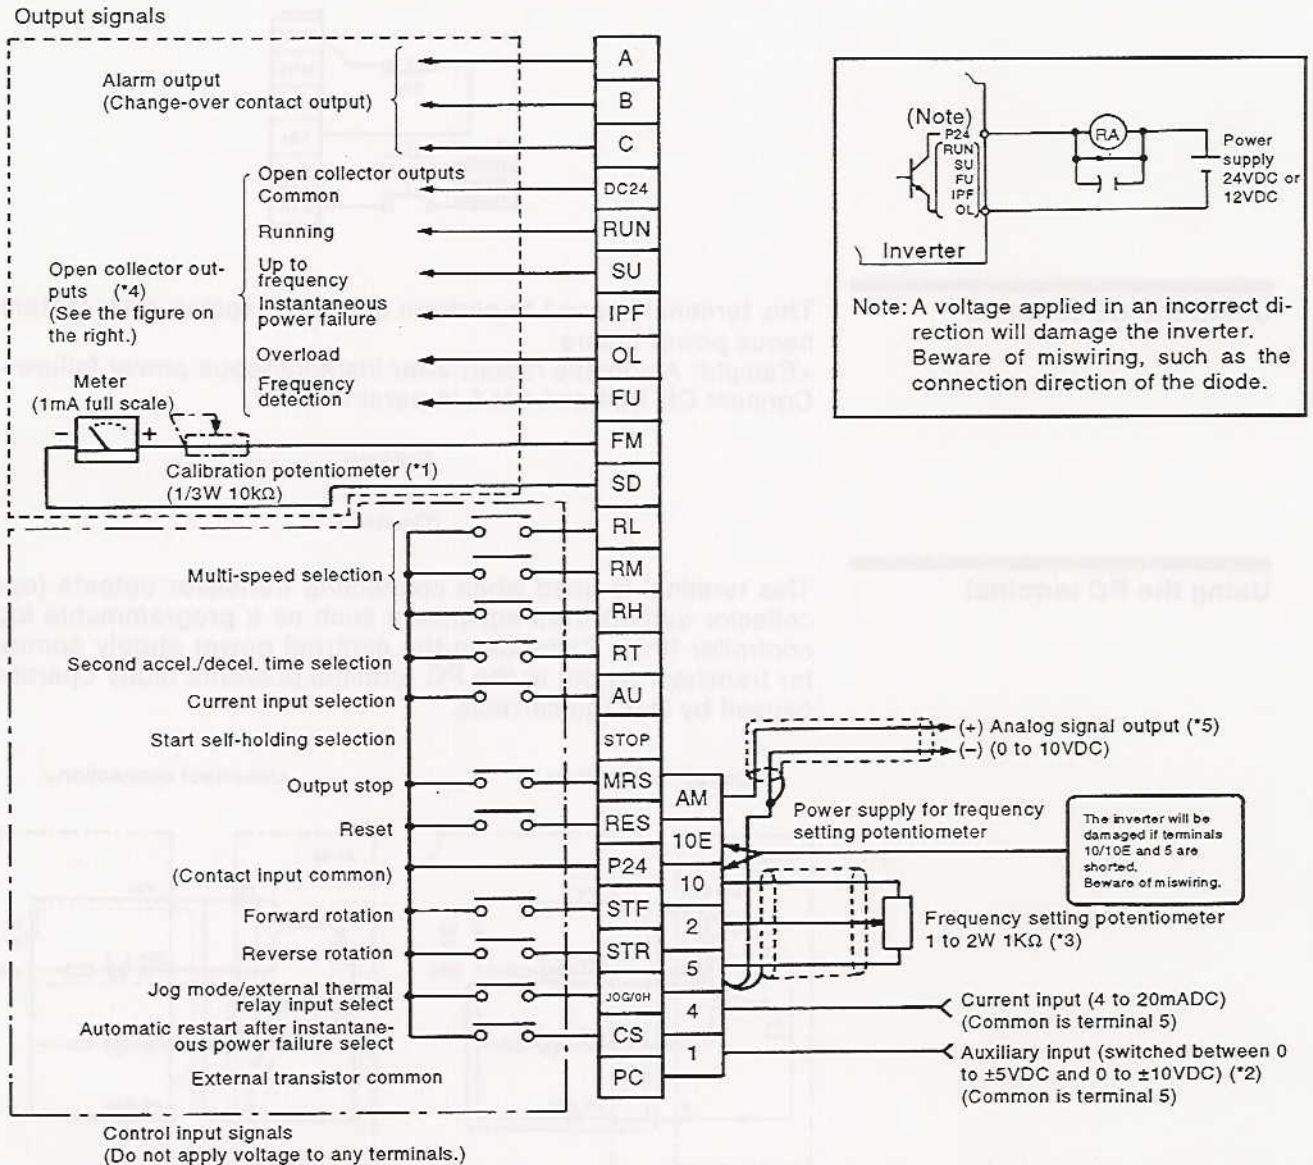 Output signals
Alarm output
(Change-over contact output)
A
B
C
Open collector outputs
Common
DC24
Running
RUN
Up to
frequency
SU
Open collector out-
puts (*4)
(See the figure on
the right.)
Instantaneous
power failure
IPF
Overload
OL
Frequency
detection
FU
Meter
(1mA full scale)
− +
FM
Calibration potentiometer (*1)
(1/3W 10kΩ)
SD
RL
Multi-speed selection
RM
RH
Second accel./decel. time selection
RT
Current input selection
AU
Start self-holding selection
STOP
Output stop
MRS
Reset
RES
(Contact input common)
P24
Forward rotation
STF
Reverse rotation
STR
Jog mode/external thermal
relay input select
JOG/OH
Automatic restart after instantane-
ous power failure select
CS
External transistor common
PC
Control input signals
(Do not apply voltage to any terminals.)
AM
10E
10
2
5
4
1
(+) Analog signal output (*5)
(−) (0 to 10VDC)
Power supply for frequency
setting potentiometer
The inverter will be
damaged if terminals
10/10E and 5 are
shorted.
Beware of miswiring.
Frequency setting potentiometer
1 to 2W 1KΩ (*3)
Current input (4 to 20mADC)
(Common is terminal 5)
Auxiliary input (switched between 0
to ±5VDC and 0 to ±10VDC) (*2)
(Common is terminal 5)
(Note)
P24
RUN
SU
FU
IPF
OL
RA
Power
supply
24VDC or
12VDC
Inverter
Note: A voltage applied in an incorrect di-
rection will damage the inverter.
Beware of miswiring, such as the
connection direction of the diode.
Using the PC terminal